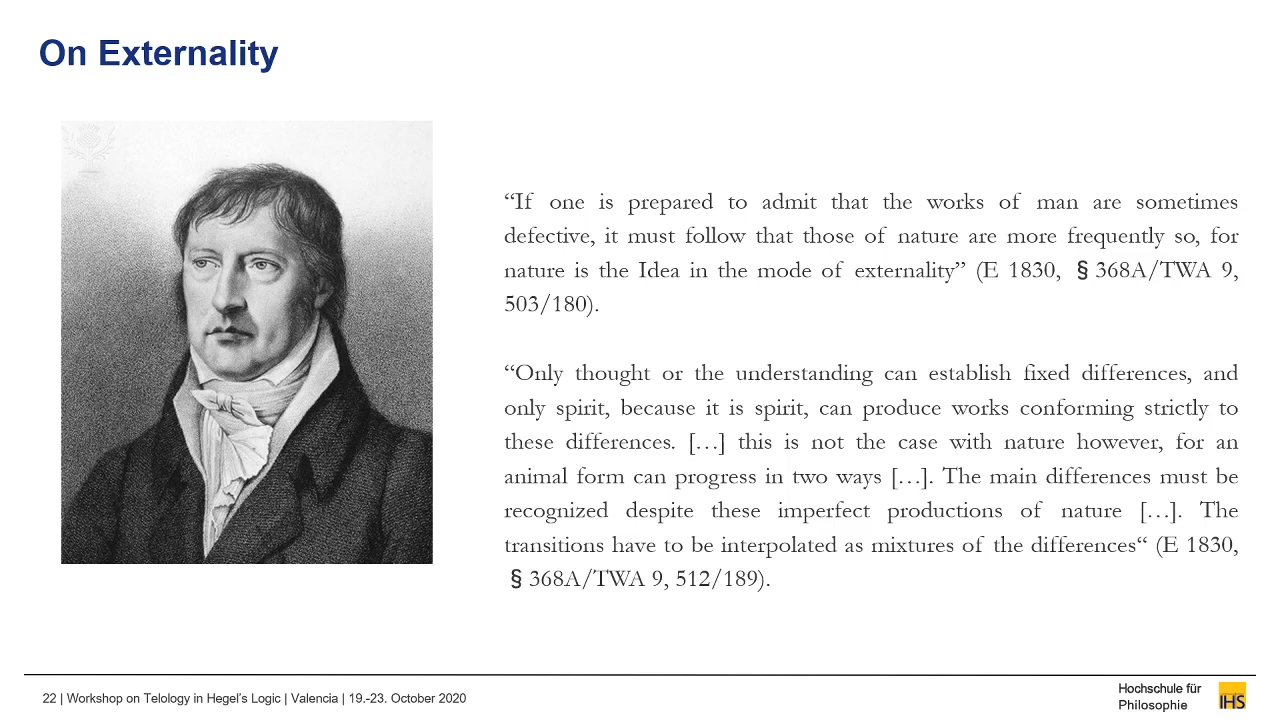 On Externality
“If one is prepared to admit that the works of man are sometimes
defective, it must follow that those of nature are more frequently so, for
nature is the Idea in the mode of externality” (E 1830, §368A/TWA 9,
503/180).
“Only thought or the understanding can establish fixed differences, and
only spirit, because it is spirit, can produce works conforming strictly to
these differences. […] this is not the case with nature however, for an
animal form can progress in two ways […]. The main differences must be
recognized despite these imperfect productions of nature […]. The
transitions have to be interpolated as mixtures of the differences“ (E 1830,
§368A/TWA 9, 512/189).
22 | Workshop on Telology in Hegel’s Logic | Valencia | 19.-23. October 2020
Hochschule für
Philosophie
IHS